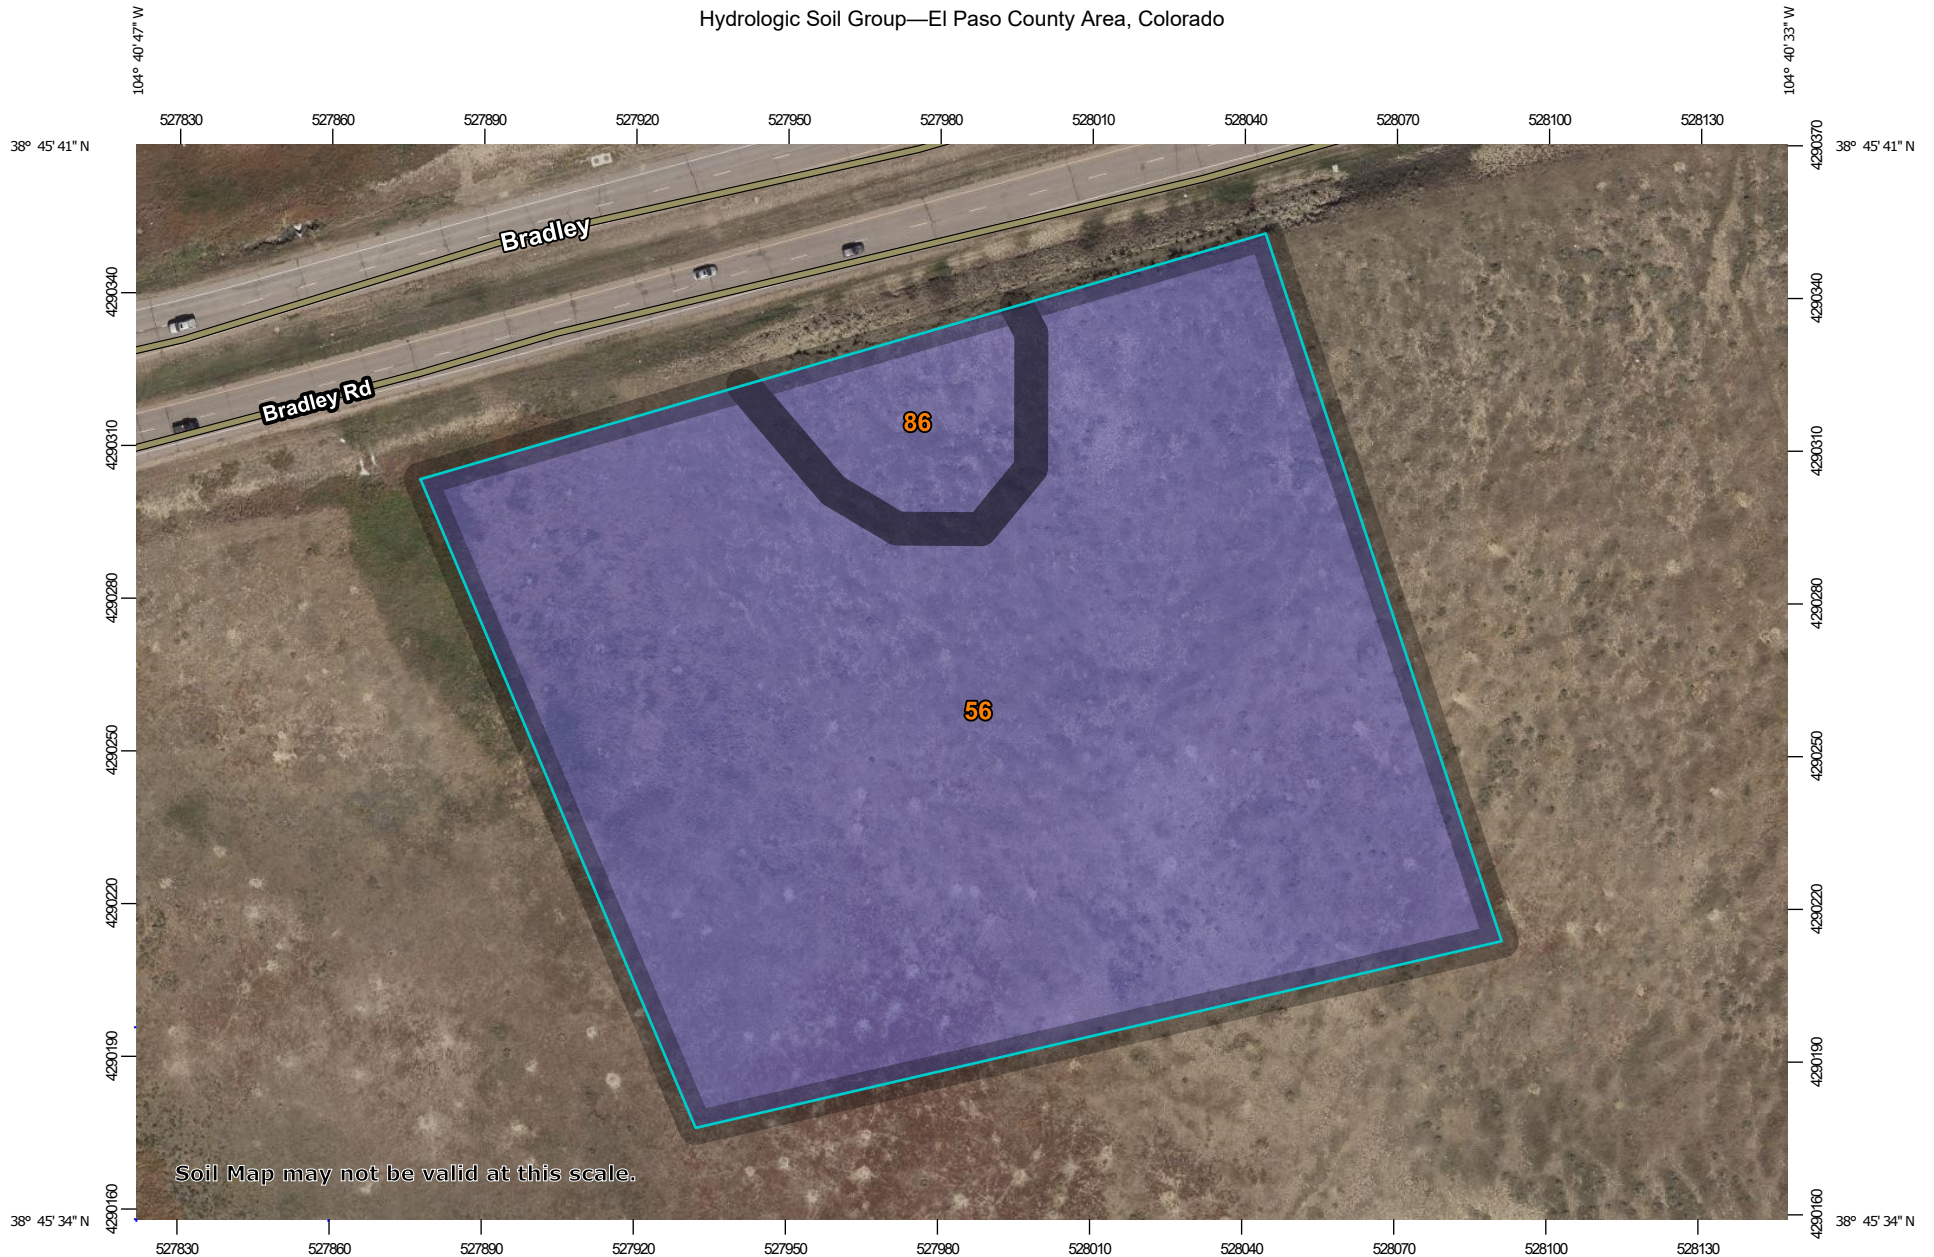 Hydrologic Soil Group—El Paso County Area, Colorado
104° 40' 47" W
104° 40' 33" W
527830 527860 527890 527920 527950 527980 528010 528040 528070 528100 528130
38° 45' 41" N
38° 45' 41" N
4290370
Bradley
4290340
4290340
Bradley Rd
86
4290310
4290310
4290280
4290280
56
4290250
4290250
4290220
4290220
4290190
4290190
Soil Map may not be valid at this scale.
4290160
4290160
38° 45' 34" N
38° 45' 34" N
527830 527860 527890 527920 527950 527980 528010 528040 528070 528100 528130